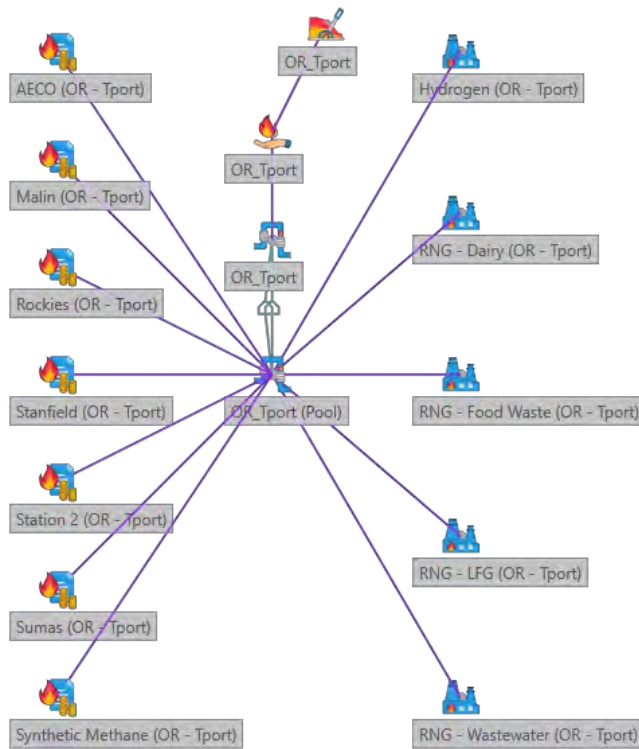 OR_Tport
AECO (OR - Tport)
Hydrogen (OR - Tport)
OR_Tport
Malin (OR - Tport)
RNG - Dairy (OR - Tport)
OR_Tport
Rockies (OR - Tport)
Stanfield (OR - Tport)
OR_Tport (Pool)
RNG - Food Waste (OR - Tport)
Station 2 (OR - Tport)
RNG - LFG (OR - Tport)
Sumas (OR - Tport)
Synthetic Methane (OR - Tport)
RNG - Wastewater (OR - Tport)